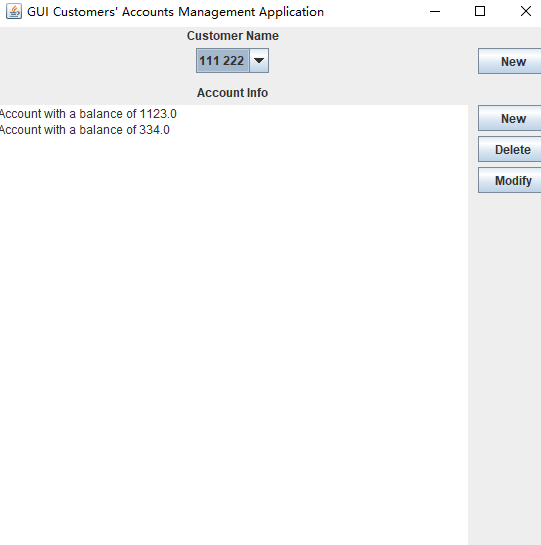 GUI Customers' Accounts Management Application
Customer Name
111 222
New
Account Info
Account with a balance of 1123.0
Account with a balance of 334.0
New
Delete
Modify